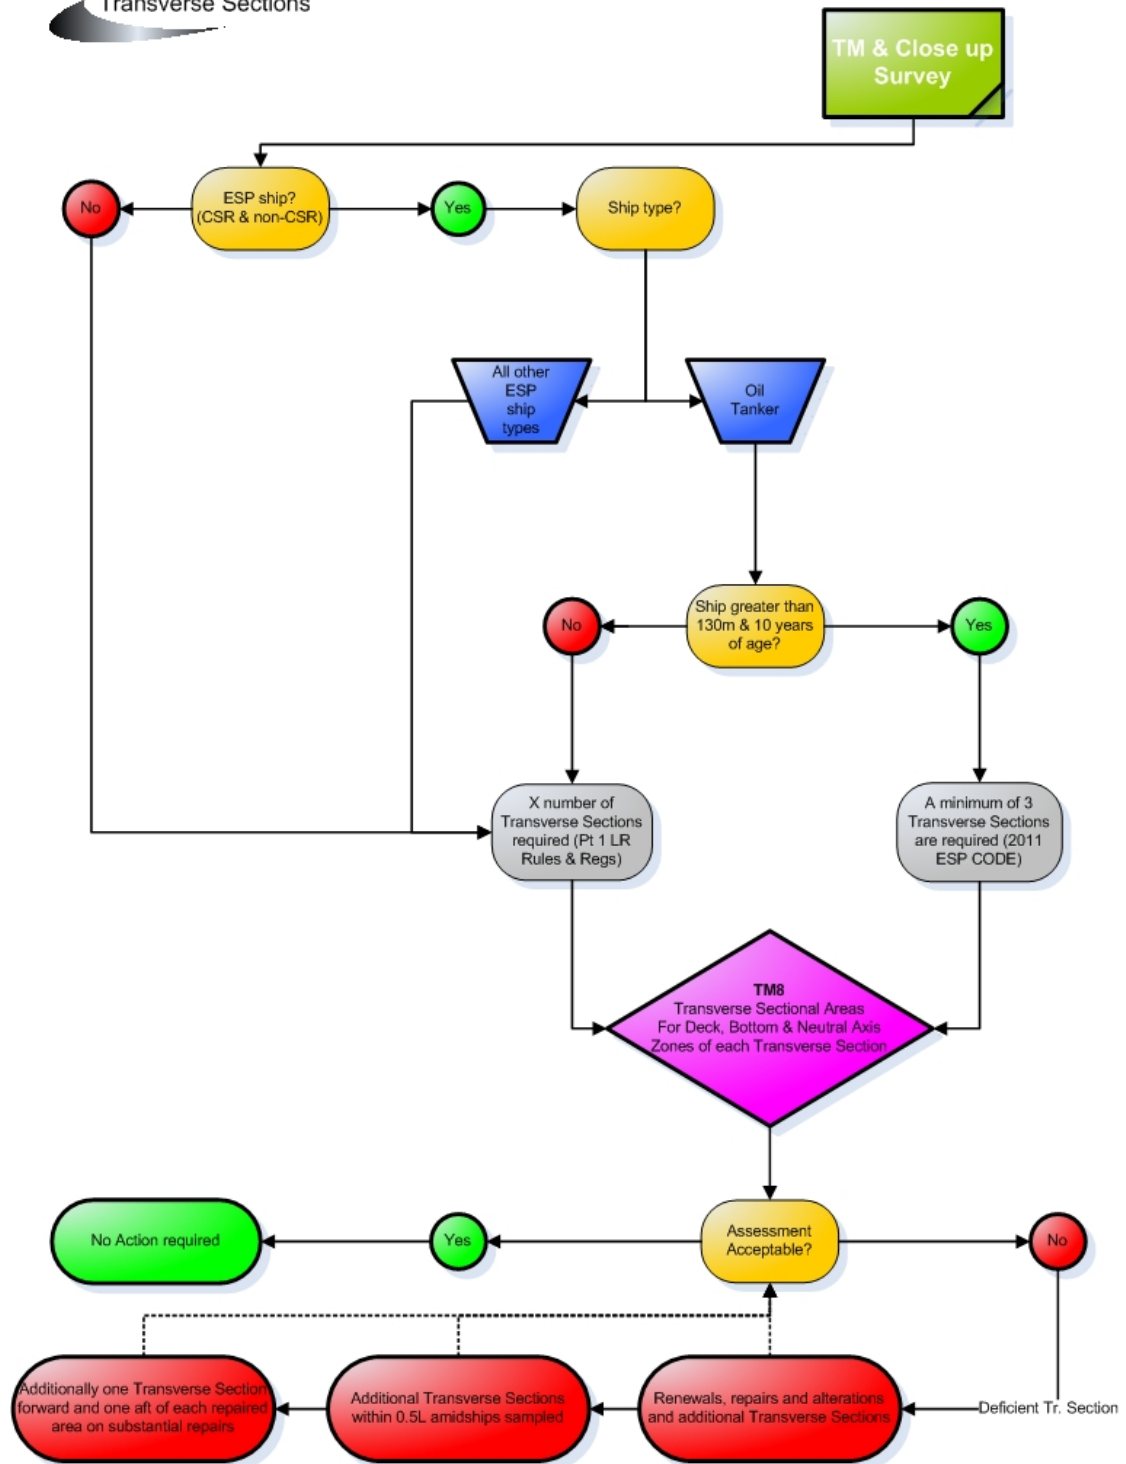 Transverse Sections
TM & Close up
Survey
No
ESP ship?
(CSR & non-CSR)
Yes
Ship type?
All other
ESP
ship
types
Oil
Tanker
No
Ship greater than
130m & 10 years
of age?
Yes
X number of
Transverse Sections
required (Pt 1 LR
Rules & Regs)
A minimum of 3
Transverse Sections
are required (2011
ESP CODE)
TM8
Transverse Sectional Areas
For Deck, Bottom & Neutral Axis
Zones of each Transverse Section
No Action required
Yes
Assessment
Acceptable?
No
Additionally one Transverse Section
forward and one aft of each repaired
area on substantial repairs
Additional Transverse Sections
within 0.5L amidships sampled
Renewals, repairs and alterations
and additional Transverse Sections
Deficient Tr. Section